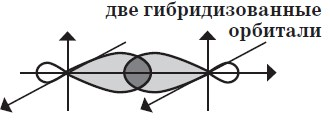 две гибридизованные
орбитали